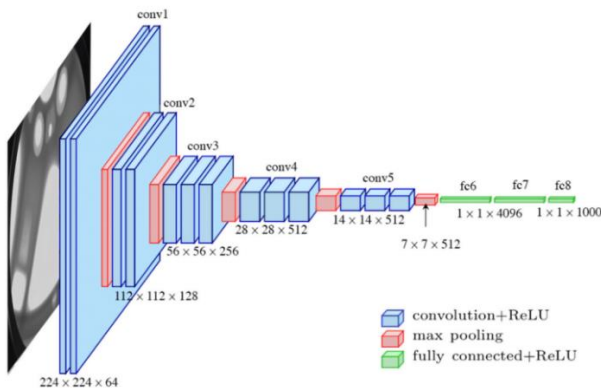 conv1
conv2
conv3
conv4
conv5
fc6
fc7
fc8
224 × 224 × 64
112 × 112 × 128
56 × 56 × 256
28 × 28 × 512
14 × 14 × 512
7 × 7 × 512
1 × 1 × 4096
1 × 1 × 1000
convolution+ReLU
max pooling
fully connected+ReLU